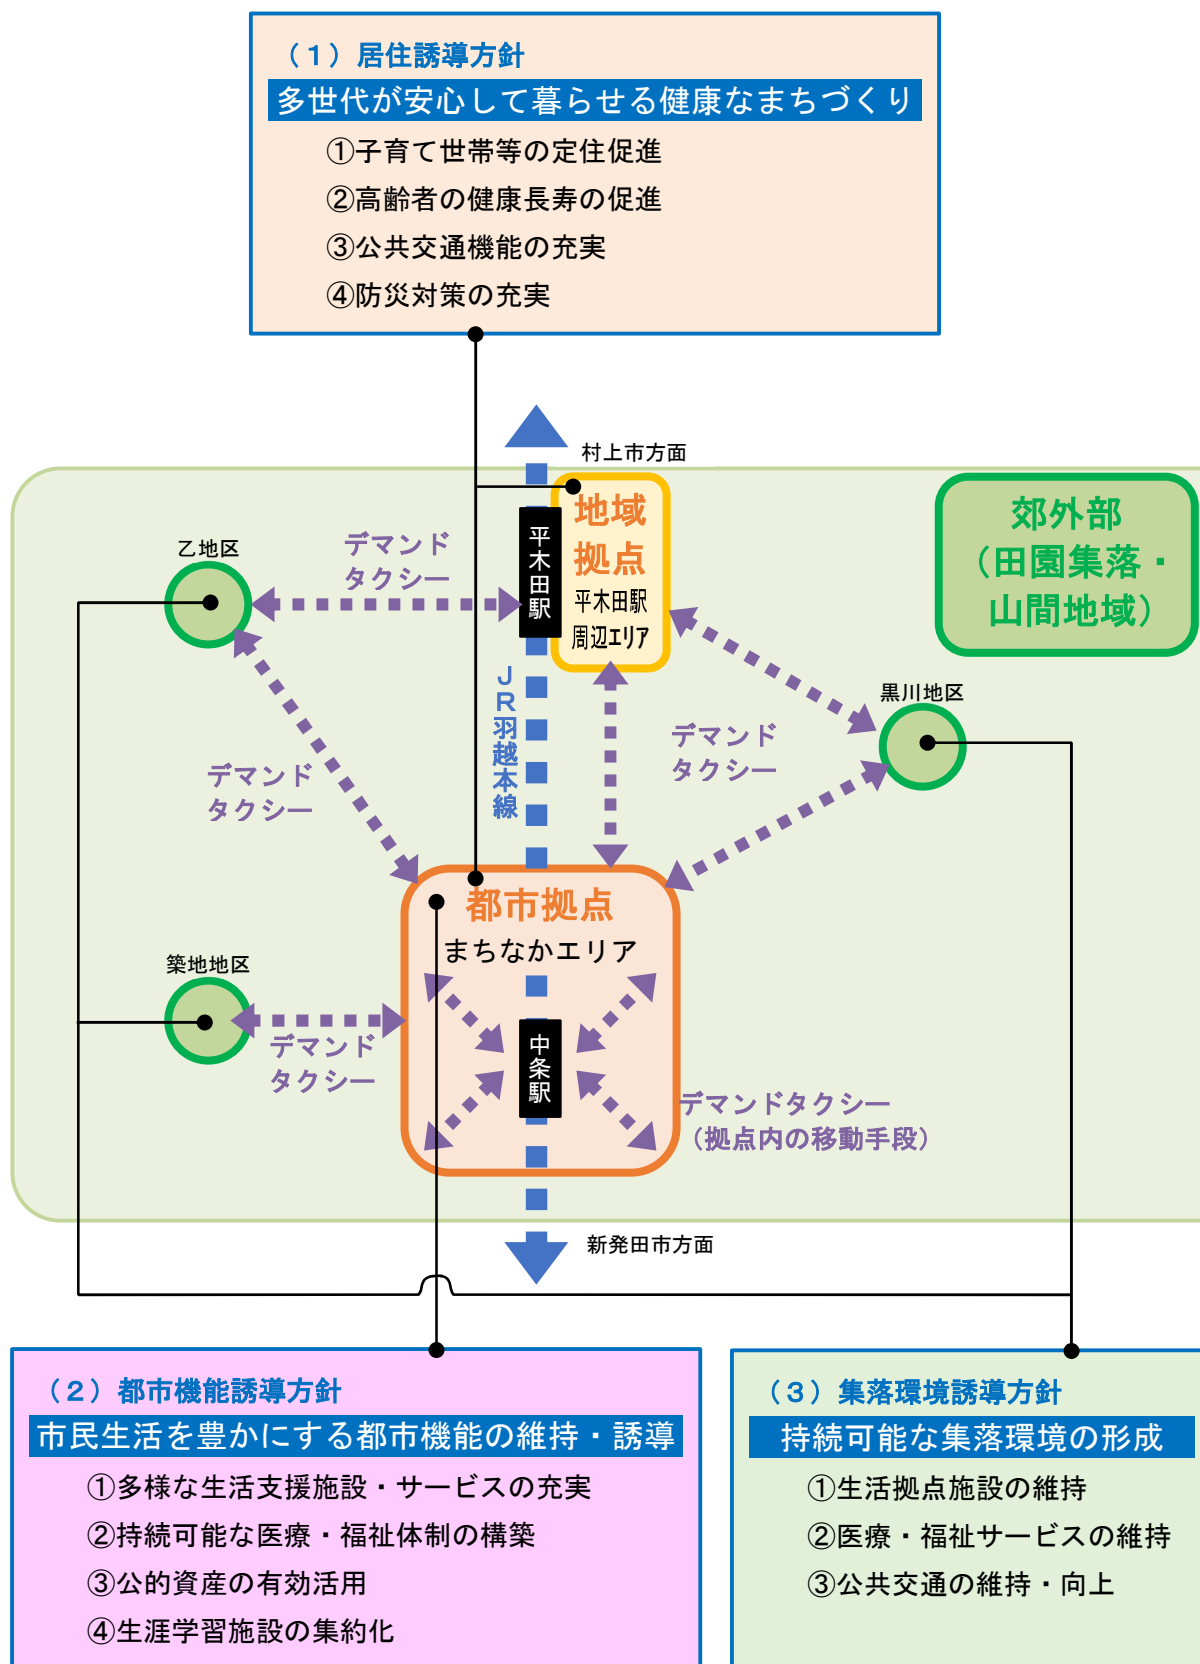 （１）居住誘導方針
多世代が安心して暮らせる健康なまちづくり
①子育て世帯等の定住促進
②高齢者の健康長寿の促進
③公共交通機能の充実
④防災対策の充実
村上市方面
地域
拠点
平木田駅
周辺エリア
平木田駅
郊外部
（田園集落・
山間地域）
乙地区
デマンド
タクシー
ＪＲ羽越本線
黒川地区
デマンド
タクシー
デマンド
タクシー
都市拠点
まちなかエリア
築地地区
デマンド
タクシー
中条駅
デマンドタクシー
（拠点内の移動手段）
新発田市方面
（２）都市機能誘導方針
市民生活を豊かにする都市機能の維持・誘導
①多様な生活支援施設・サービスの充実
②持続可能な医療・福祉体制の構築
③公的資産の有効活用
④生涯学習施設の集約化
（３）集落環境誘導方針
持続可能な集落環境の形成
①生活拠点施設の維持
②医療・福祉サービスの維持
③公共交通の維持・向上